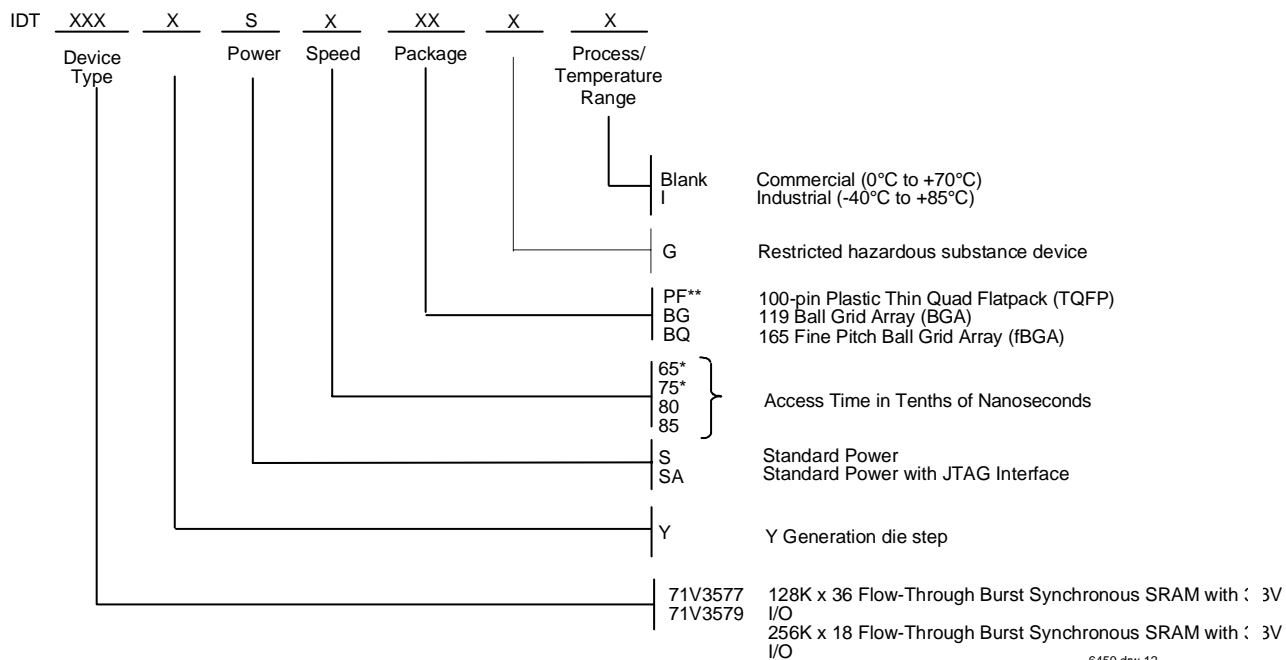 IDT XXX X S X XX X X
Device Type
Power
Speed
Package
Process/
Temperature
Range
Blank Commercial (0°C to +70°C)
I Industrial (-40°C to +85°C)
G Restricted hazardous substance device
PF** 100-pin Plastic Thin Quad Flatpack (TQFP)
BG 119 Ball Grid Array (BGA)
BQ 165 Fine Pitch Ball Grid Array (fBGA)
65*
75*
80
85
Access Time in Tenths of Nanoseconds
S Standard Power
SA Standard Power with JTAG Interface
Y Y Generation die step
71V3577 128K x 36 Flow-Through Burst Synchronous SRAM with
71V3579 I/O
256K x 18 Flow-Through Burst Synchronous SRAM with
I/O